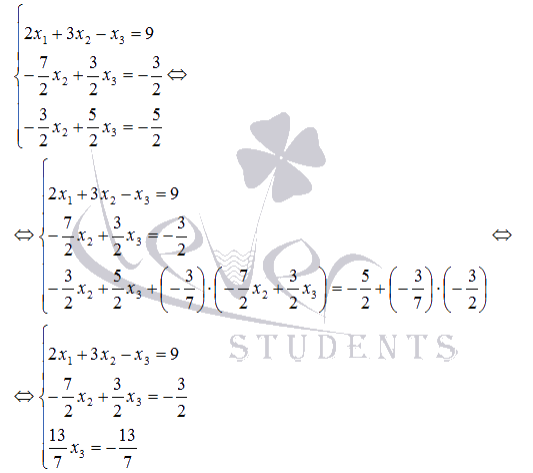 2x₁ + 3x₂ − x₃ = 9
−7/2 x₂ + 3/2 x₃ = −3/2 ⇔
−3/2 x₂ + 5/2 x₃ = −5/2
2x₁ + 3x₂ − x₃ = 9
⇔ −7/2 x₂ + 3/2 x₃ = −3/2 ⇔
−3/2 x₂ + 5/2 x₃ + (−3/7)·(−7/2 x₂ + 3/2 x₃) = −5/2 + (−3/7)·(−3/2)
Clever
STUDENTS
2x₁ + 3x₂ − x₃ = 9
⇔ −7/2 x₂ + 3/2 x₃ = −3/2
13/7 x₃ = −13/7